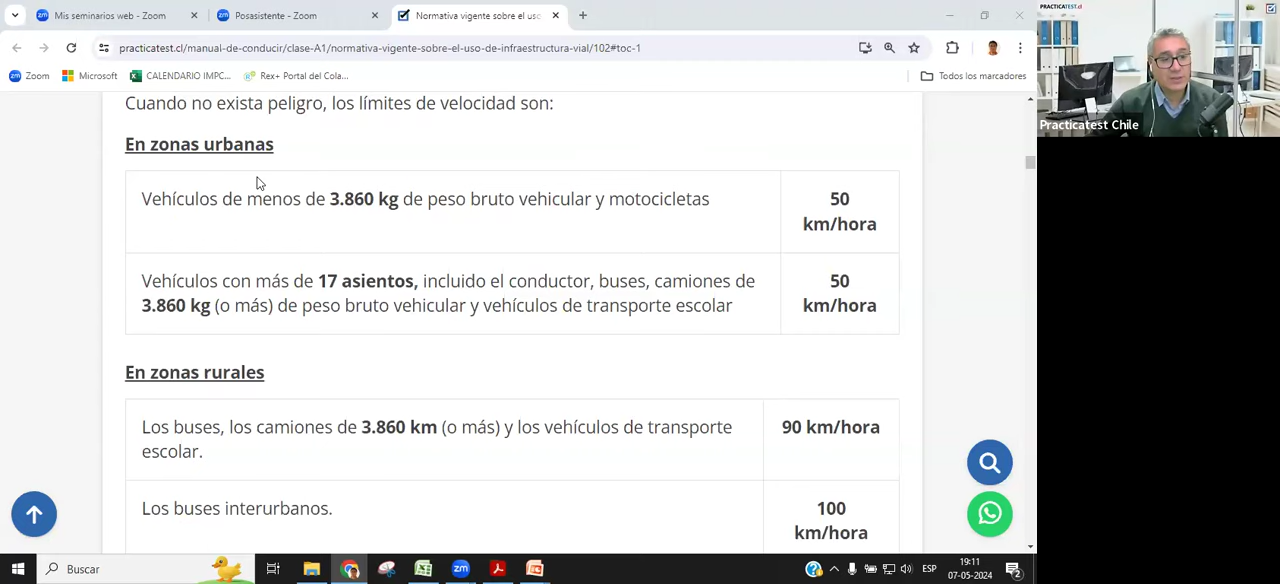 Mis seminarios web - Zoom
Posasistente - Zoom
Normativa vigente sobre el uso
practicatest.cl/manual-de-conducir/clase-A1/normativa-vigente-sobre-el-uso-de-infraestructura-vial/102#toc-1
Zoom
Microsoft
CALENDARIO IMPC...
Rex+ Portal del Cola...
Todos los marcadores
Cuando no exista peligro, los límites de velocidad son:
En zonas urbanas
Vehículos de menos de 3.860 kg de peso bruto vehicular y motocicletas
50
km/hora
Vehículos con más de 17 asientos, incluido el conductor, buses, camiones de
3.860 kg (o más) de peso bruto vehicular y vehículos de transporte escolar
50
km/hora
En zonas rurales
Los buses, los camiones de 3.860 km (o más) y los vehículos de transporte
escolar.
90 km/hora
Los buses interurbanos.
100
km/hora
Buscar
ESP
19:11
07-05-2024
2
PRACTICATEST.cl
Practicatest Chile